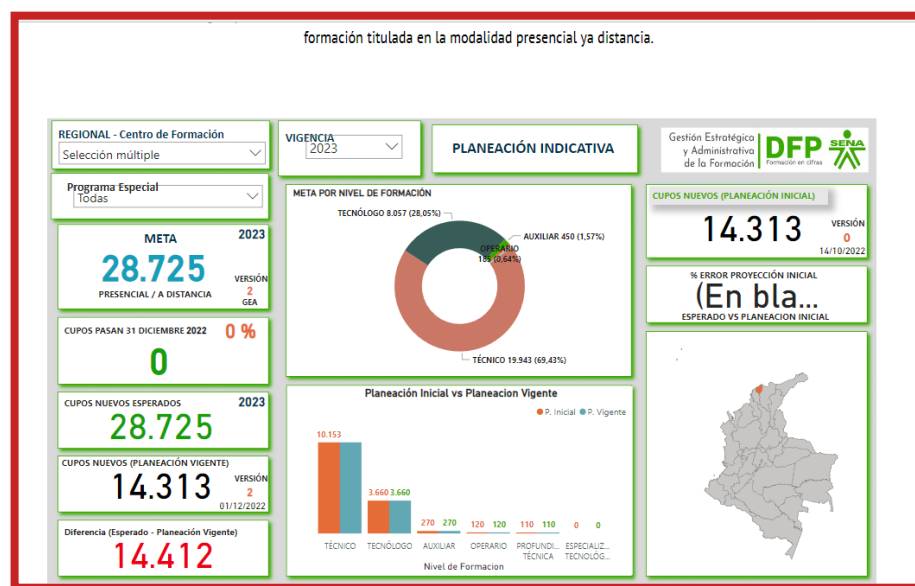 formación titulada en la modalidad presencial ya distancia.
REGIONAL - Centro de Formación
Selección múltiple
VIGENCIA
2023
PLANEACIÓN INDICATIVA
Gestión Estratégica
y Administrativa
de la Formación
DFP
Formación en cifras
SENA
Programa Especial
Todas
META
2023
28.725
PRESENCIAL / A DISTANCIA
VERSIÓN
2
GEA
CUPOS PASAN 31 DICIEMBRE 2022
0 %
0
CUPOS NUEVOS ESPERADOS
2023
28.725
CUPOS NUEVOS (PLANEACIÓN VIGENTE)
14.313
VERSIÓN
2
01/12/2022
Diferencia (Esperado - Planeación Vigente)
14.412
META POR NIVEL DE FORMACIÓN
TECNÓLOGO 8.057 (28,05%)
AUXILIAR 450 (1,57%)
OPERARIO
185 (0,64%)
TÉCNICO 19.943 (69,43%)
Planeación Inicial vs Planeacion Vigente
P. Inicial
P. Vigente
10.153
3.660 3.660
270 270
120 120
110 110
0 0
TÉCNICO
TECNÓLOGO
AUXILIAR
OPERARIO
PROFUNDI...
TÉCNICA
ESPECIALIZ...
TECNOLÓG...
Nivel de Formacion
CUPOS NUEVOS (PLANEACIÓN INICIAL)
14.313
VERSIÓN
0
14/10/2022
% ERROR PROYECCIÓN INICIAL
(En bla...
ESPERADO VS PLANEACION INICIAL